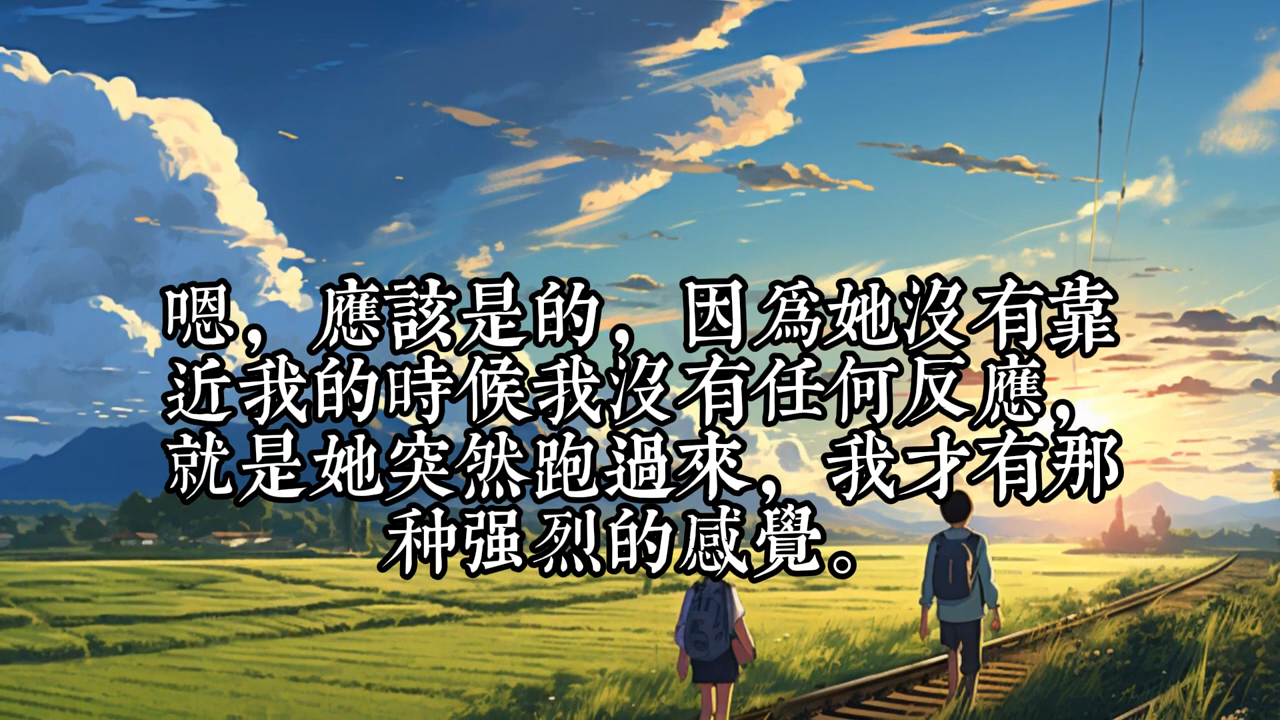 嗯，應該是的，因爲她沒有靠
近我的時候我沒有任何反應，
就是她突然跑過來，我才有那
种强烈的感覺。